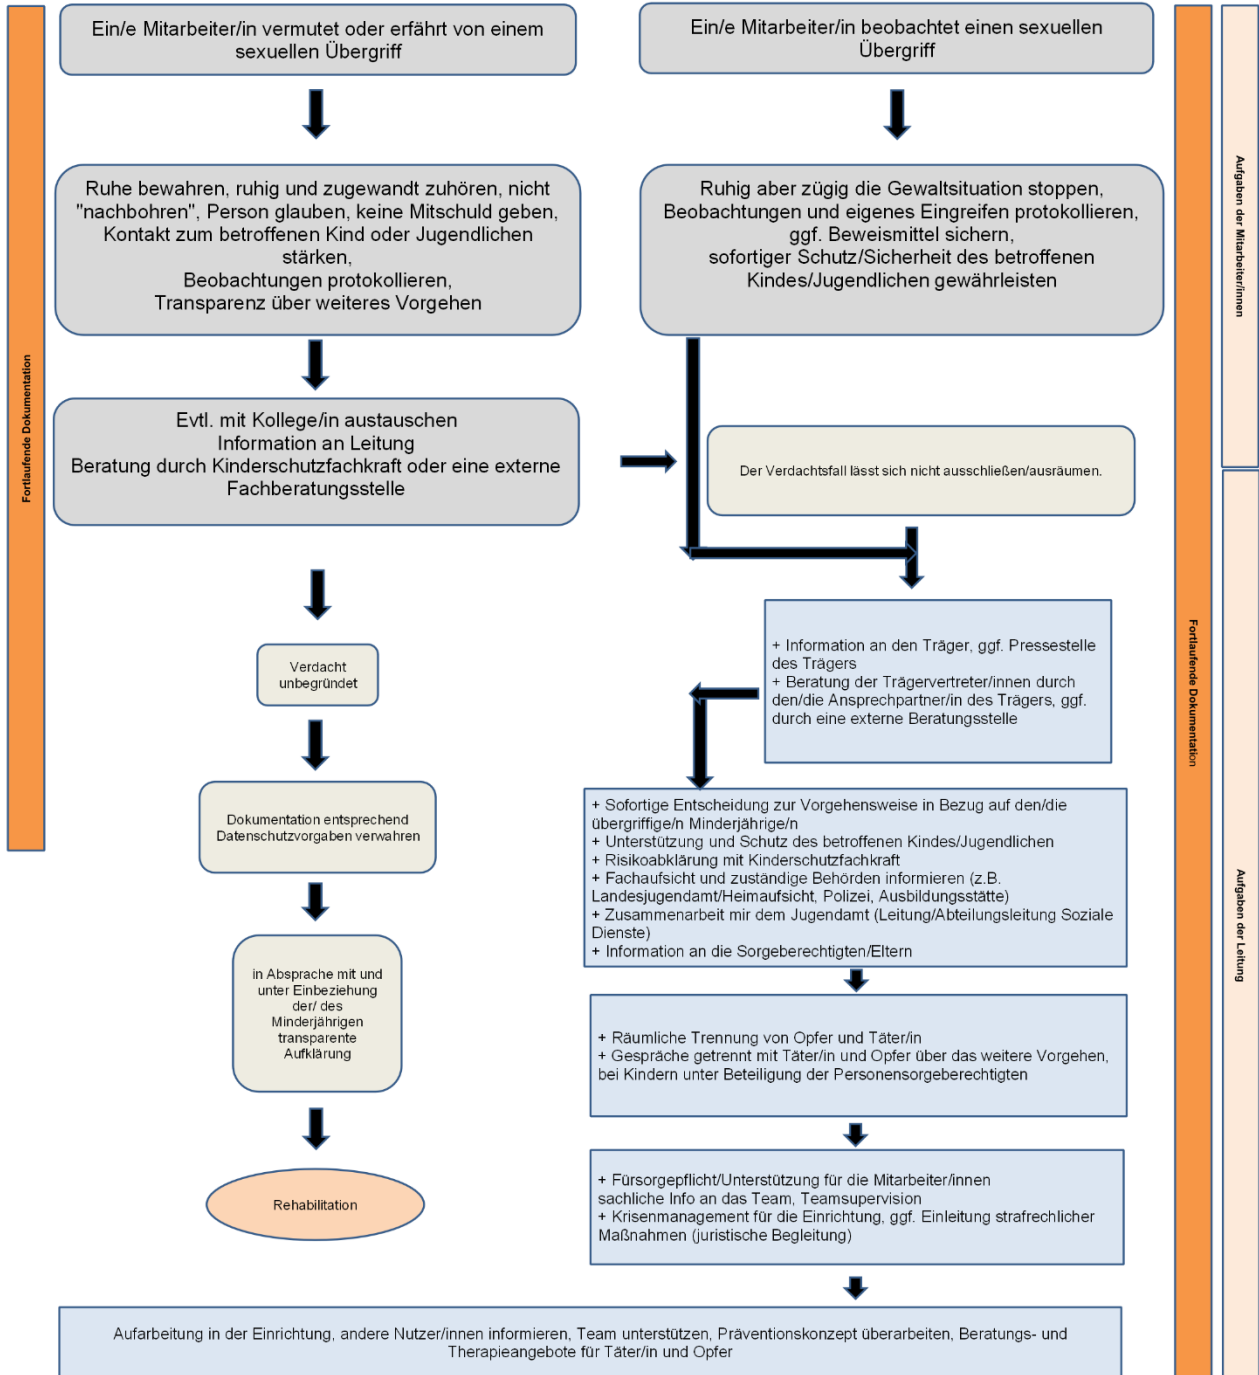 Ein/e Mitarbeiter/in vermutet oder erfährt von einem
sexuellen Übergriff
Ein/e Mitarbeiter/in beobachtet einen sexuellen
Übergriff
Ruhe bewahren, ruhig und zugewandt zuhören, nicht
"nachbohren", Person glauben, keine Mitschuld geben,
Kontakt zum betroffenen Kind oder Jugendlichen
stärken,
Beobachtungen protokollieren,
Transparenz über weiteres Vorgehen
Ruhig aber zügig die Gewaltsituation stoppen,
Beobachtungen und eigenes Eingreifen protokollieren,
ggf. Beweismittel sichern,
sofortiger Schutz/Sicherheit des betroffenen
Kindes/Jugendlichen gewährleisten
Evtl. mit Kollege/in austauschen
Information an Leitung
Beratung durch Kinderschutzfachkraft oder eine externe
Fachberatungsstelle
Der Verdachtsfall lässt sich nicht ausschließen/ausräumen.
Verdacht
unbegründet
Dokumentation entsprechend
Datenschutzvorgaben verwahren
in Absprache mit und
unter Einbeziehung
der/ des
Minderjährigen
transparente
Aufklärung
Rehabilitation
+ Information an den Träger, ggf. Pressestelle
des Trägers
+ Beratung der Trägervertreter/innen durch
den/die Ansprechpartner/in des Trägers, ggf.
durch eine externe Beratungsstelle
+ Sofortige Entscheidung zur Vorgehensweise in Bezug auf den/die
übergriffige/n Minderjährige/n
+ Unterstützung und Schutz des betroffenen Kindes/Jugendlichen
+ Risikoabklärung mit Kinderschutzfachkraft
+ Fachaufsicht und zuständige Behörden informieren (z.B.
Landesjugendamt/Heimaufsicht, Polizei, Ausbildungsstätte)
+ Zusammenarbeit mir dem Jugendamt (Leitung/Abteilungsleitung Soziale
Dienste)
+ Information an die Sorgeberechtigten/Eltern
+ Räumliche Trennung von Opfer und Täter/in
+ Gespräche getrennt mit Täter/in und Opfer über das weitere Vorgehen,
bei Kindern unter Beteiligung der Personensorgeberechtigten
+ Fürsorgepflicht/Unterstützung für die Mitarbeiter/innen
sachliche Info an das Team, Teamsupervision
+ Krisenmanagement für die Einrichtung, ggf. Einleitung strafrechlicher
Maßnahmen (juristische Begleitung)
Aufarbeitung in der Einrichtung, andere Nutzer/innen informieren, Team unterstützen, Präventionskonzept überarbeiten, Beratungs- und
Therapieangebote für Täter/in und Opfer
Fortlaufende Dokumentation
Fortlaufende Dokumentation
Aufgaben der Mitarbeiter/innen
Aufgaben der Leitung